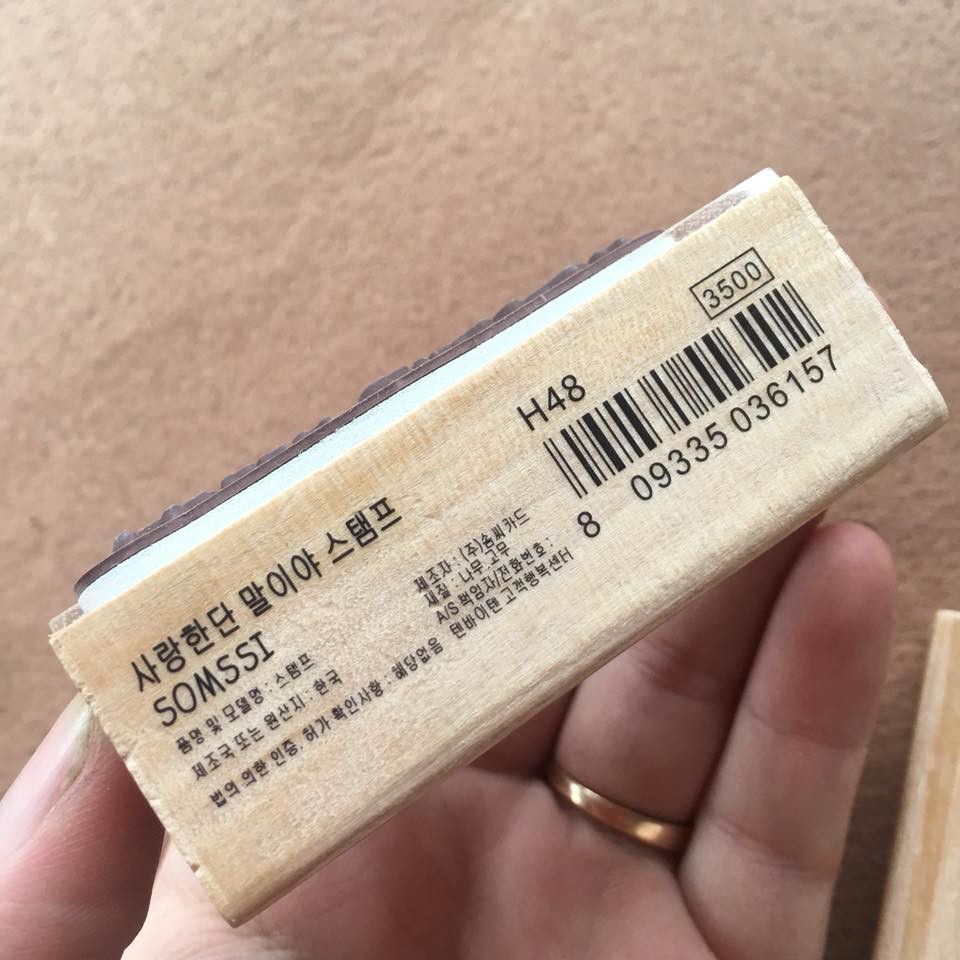 사랑한단 말이야 스탬프
SOMSSI
품명 및 모델명 : 스탬프
제조국 또는 원산지 : 한국
법의 의한 인증, 허가 확인사항 : 해당없음
제조자 : (주)솜씨카드
재질 : 나무 고무
A/S 책임자/전화번호 :
텐바이텐 고객행복센터
H48
3500
8 09335 036157